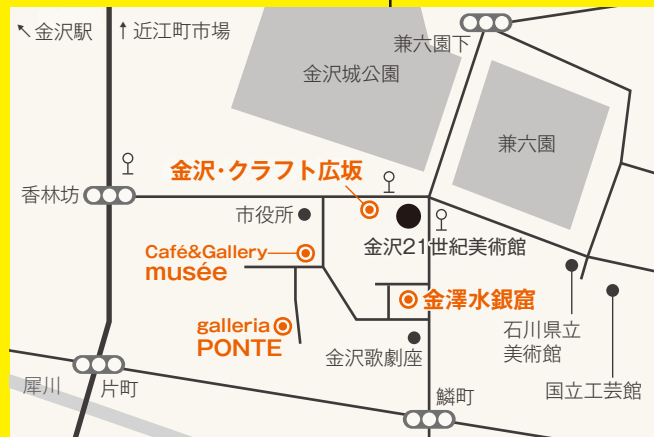 ↖金沢駅
↑近江町市場
兼六園下
金沢城公園
兼六園
金沢・クラフト広坂
香林坊
市役所
金沢21世紀美術館
Café&Gallery
musée
金澤水銀窟
galleria
PONTE
石川県立
美術館
金沢歌劇座
国立工芸館
犀川
片町
鱗町